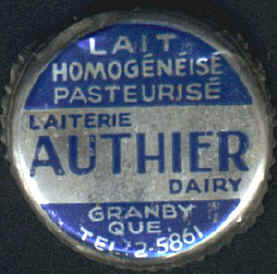 LAIT
HOMOGÉNÉISÉ
PASTEURISÉ
LAITERIE
AUTHIER
DAIRY
GRANBY
QUE.
TEL. 2-5861